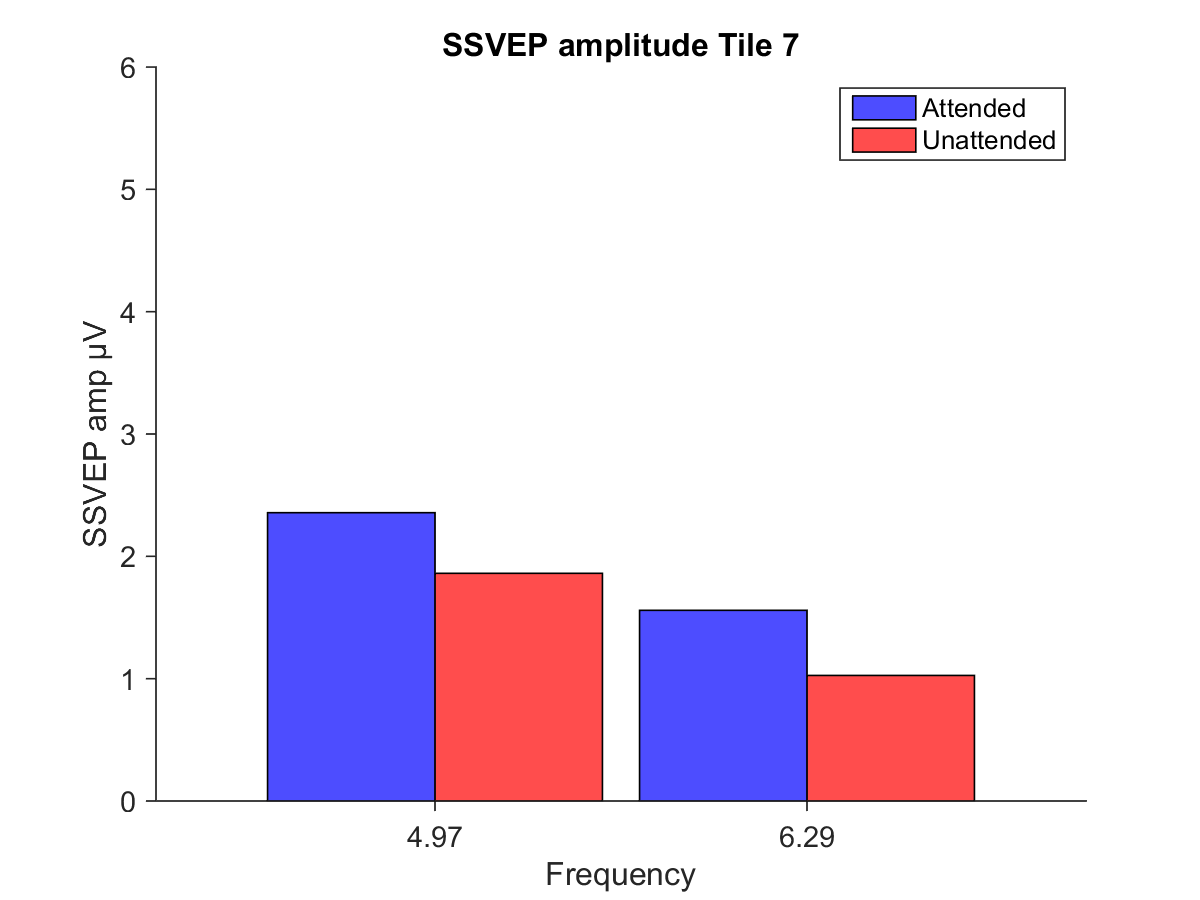 SSVEP amplitude Tile 7
Attended
Unattended
6
5
4
3
2
1
0
SSVEP amp µV
4.97
6.29
Frequency